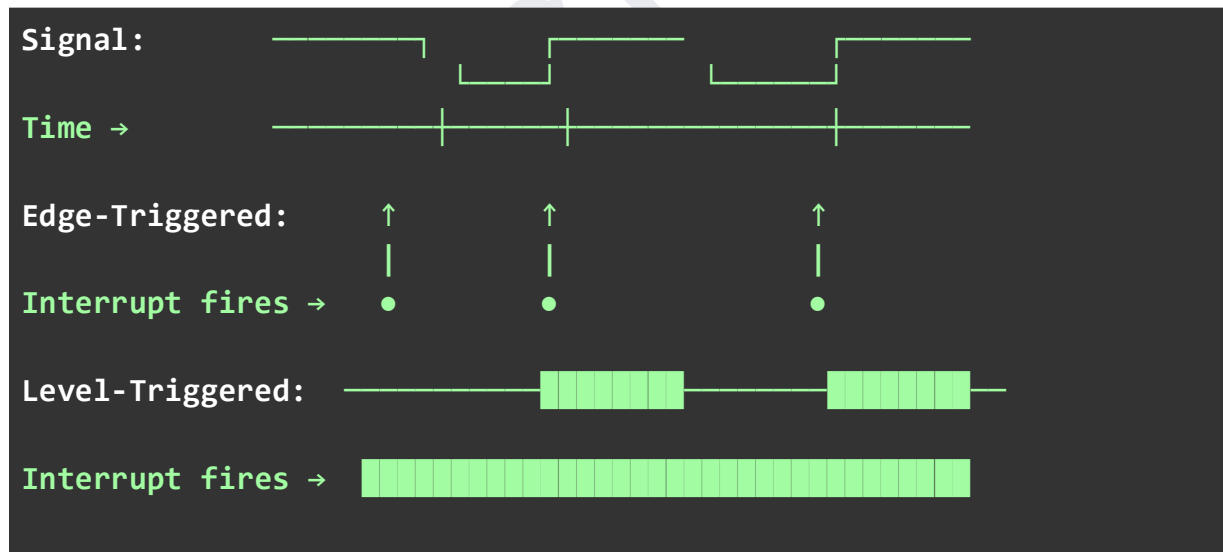 Signal:
Time →
Edge-Triggered: ↑ ↑ ↑
Interrupt fires → ● ● ●
Level-Triggered:
Interrupt fires →